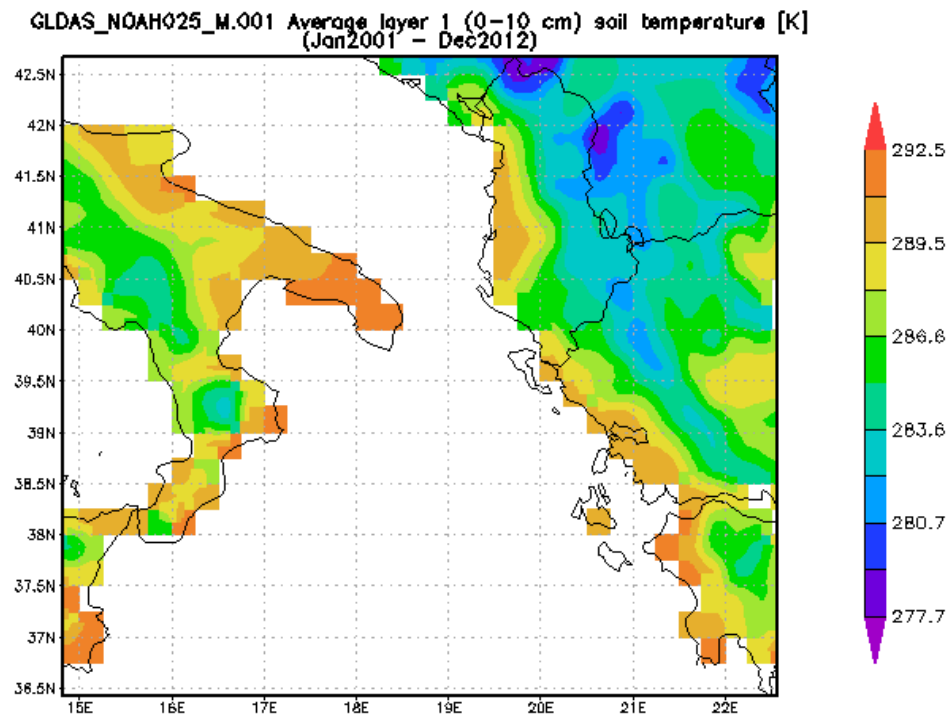 GLDAS_NOAH025_M.001 Average layer 1 (0-10 cm) soil temperature [K]
(Jan2001 - Dec2012)
42.5N
42N
41.5N
41N
40.5N
40N
39.5N
39N
38.5N
38N
37.5N
37N
36.5N
15E 16E 17E 18E 19E 20E 21E 22E
292.5
289.5
286.6
283.6
280.7
277.7